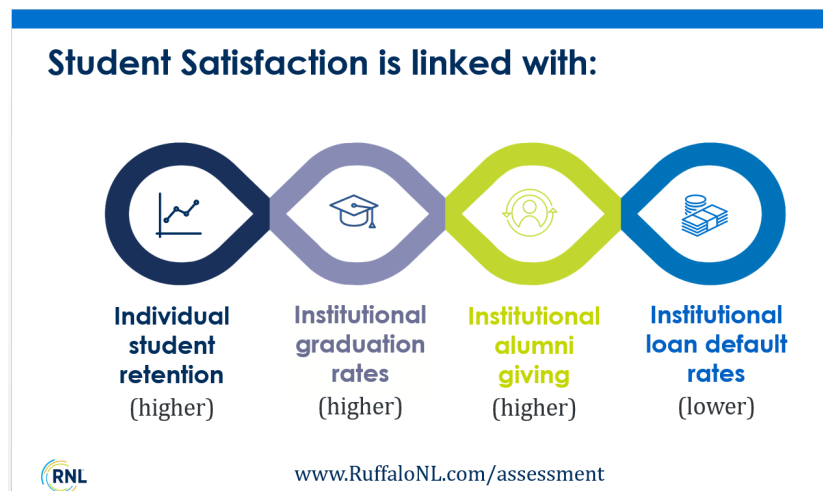 Student Satisfaction is linked with:
Individual
student
retention
(higher)
Institutional
graduation
rates
(higher)
Institutional
alumni
giving
(higher)
Institutional
loan default
rates
(lower)
RNL
www.RuffaloNL.com/assessment